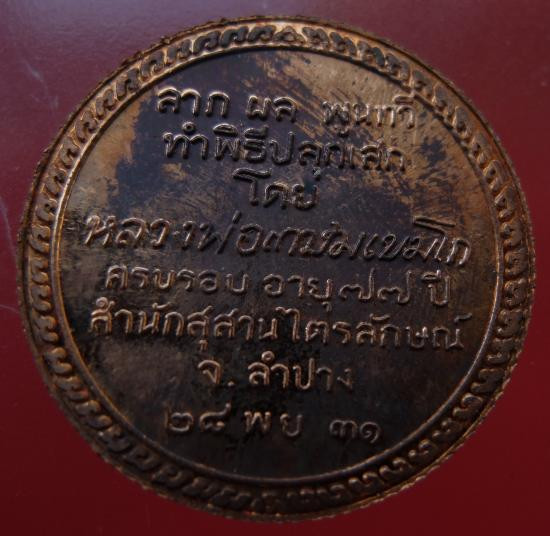 ลาภ ผล พูนทวี
ทำพิธีปลุกเสก
โดย
หลวงพ่อเกษมเขมโก
ครบรอบ อายุ ๗๗ ปี
สำนักสุสานไตรลักษณ์
จ. ลำปาง
๒๘ พย ๓๑